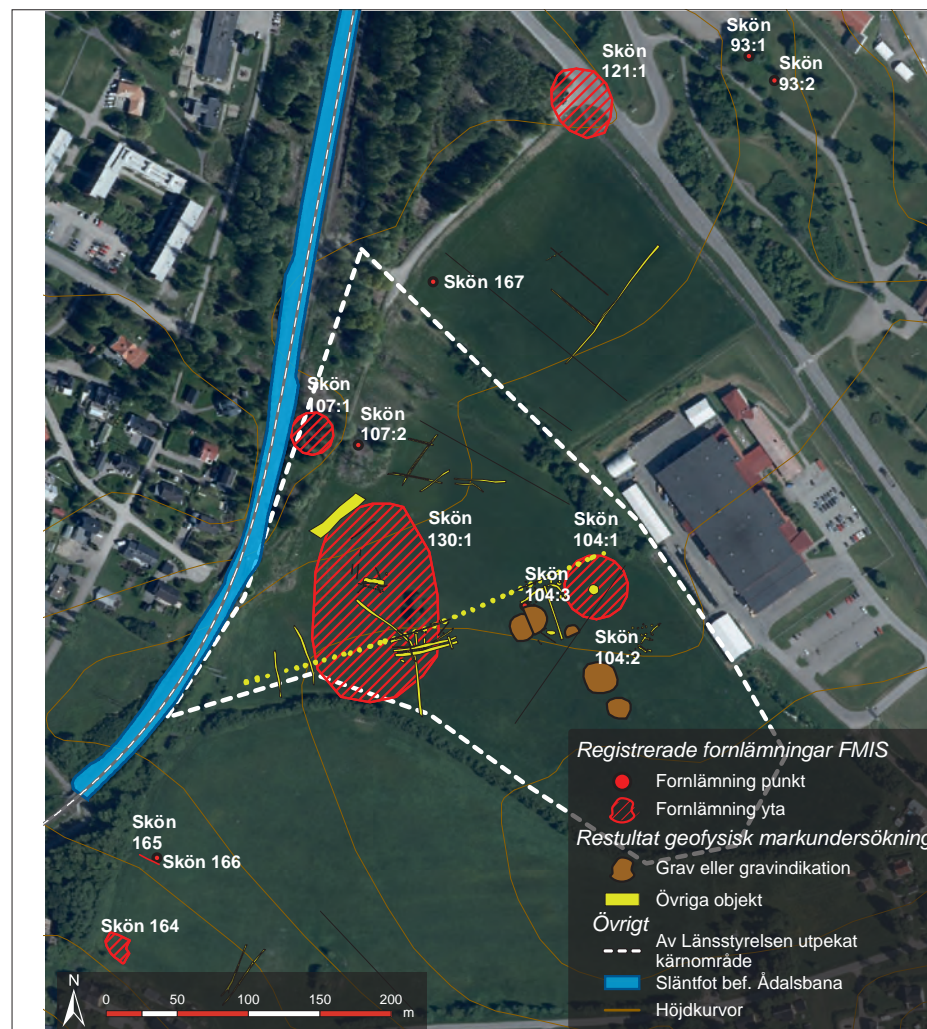 Skön
93:1
Skön
93:2
Skön
121:1
Skön 167
Skön
107:1
Skön
107:2
Skön
130:1
Skön
104:1
Skön
104:3
Skön
104:2
Skön
165
Skön 166
Skön 164
Registrerade fornlämningar FMIS
Fornlämning punkt
Fornlämning yta
Restultat geofysisk markundersökning
Grav eller gravindikation
Övriga objekt
Övrigt
Av Länsstyrelsen utpekat
kärnområde
Släntfot bef. Ådalsbana
Höjdkurvor
N
0 50 100 150 200
m